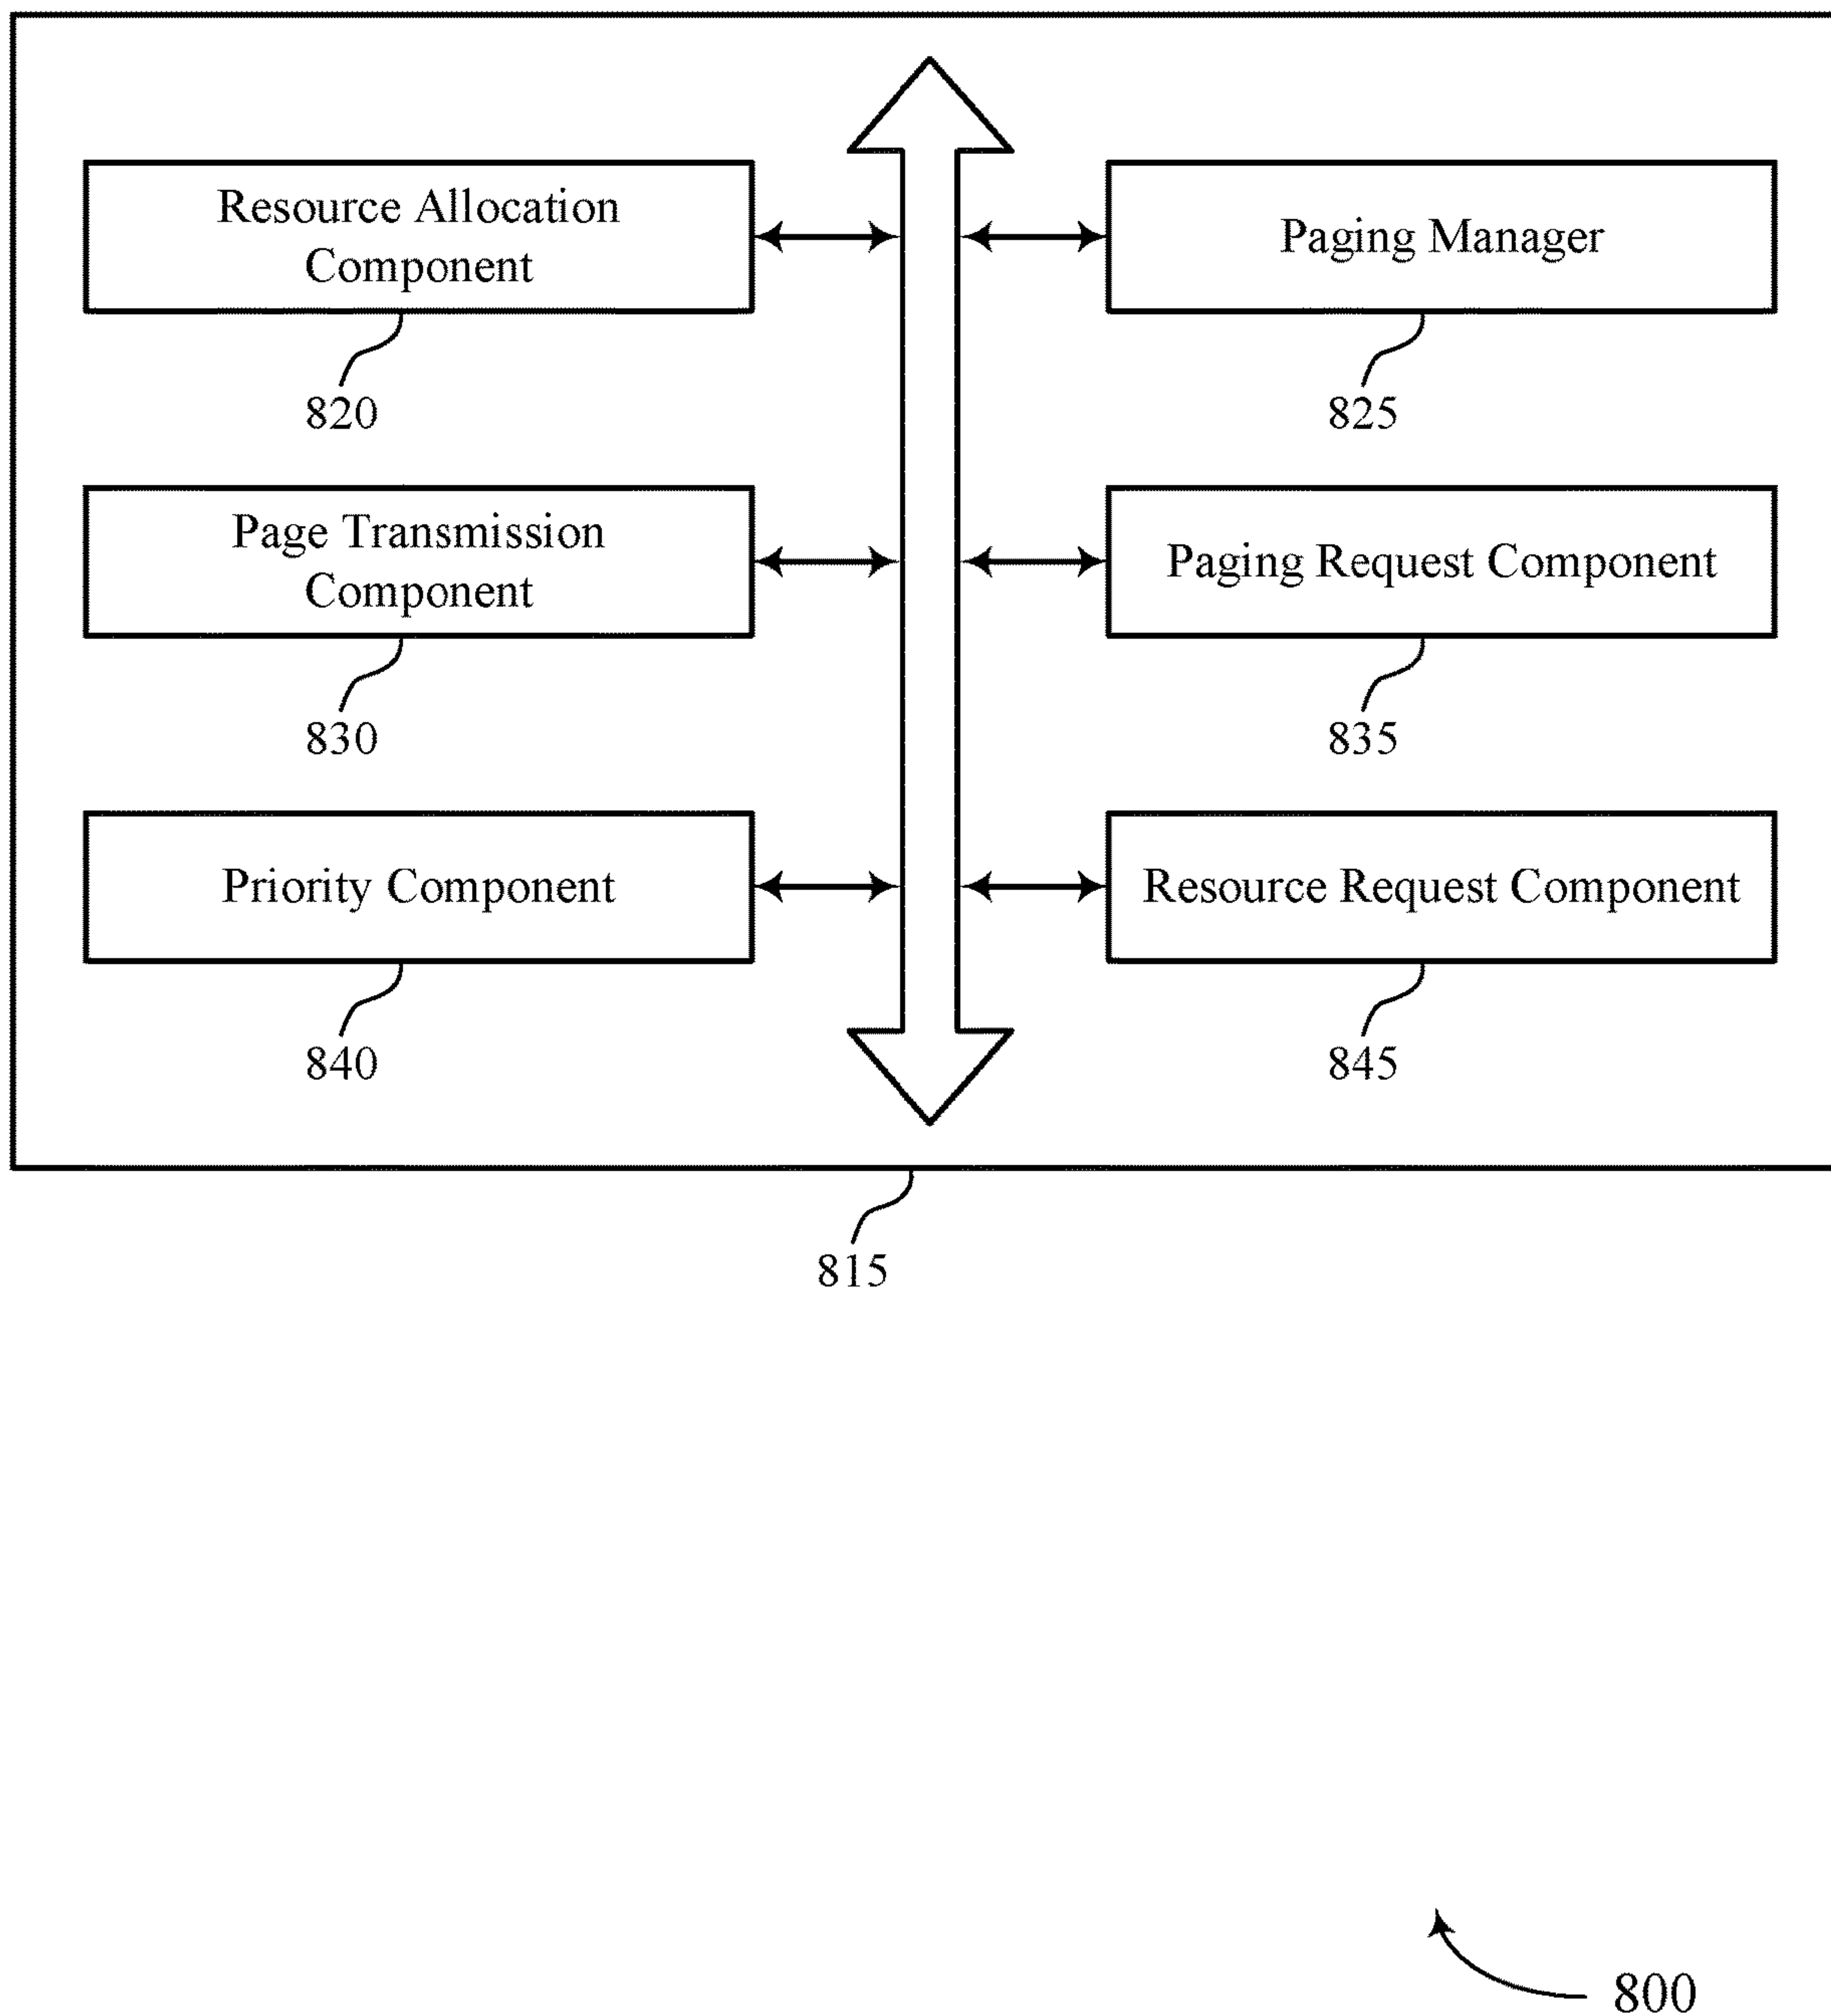 Resource Allocation
Component
820
Paging Manager
825
Page Transmission
Component
830
Paging Request Component
835
Priority Component
840
Resource Request Component
845
815
800